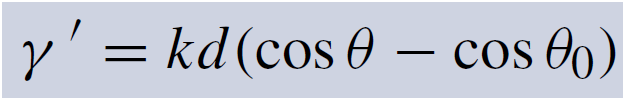 γ′ = kd(cos θ − cos θ₀)